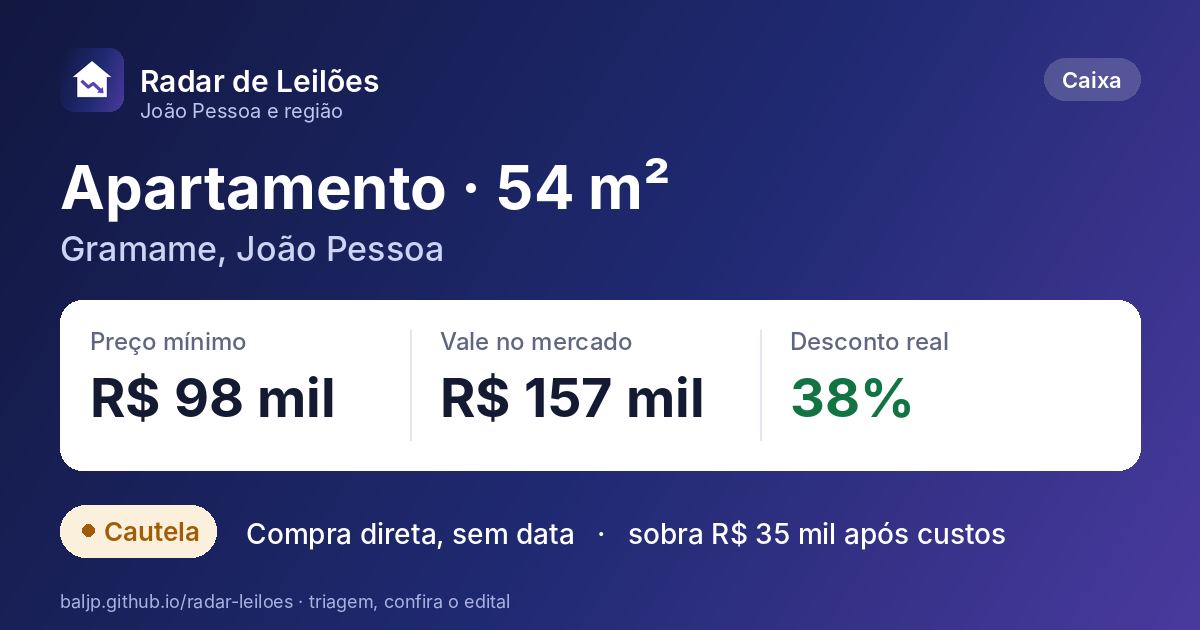 Radar de Leilões
João Pessoa e região
Caixa
Apartamento · 54 m²
Gramame, João Pessoa
Preço mínimo
Vale no mercado
Desconto real
R$ 98 mil
R$ 157 mil
38%
Cautela
Compra direta, sem data · sobra R$ 35 mil após custos
baljp.github.io/radar-leiloes · triagem, confira o edital